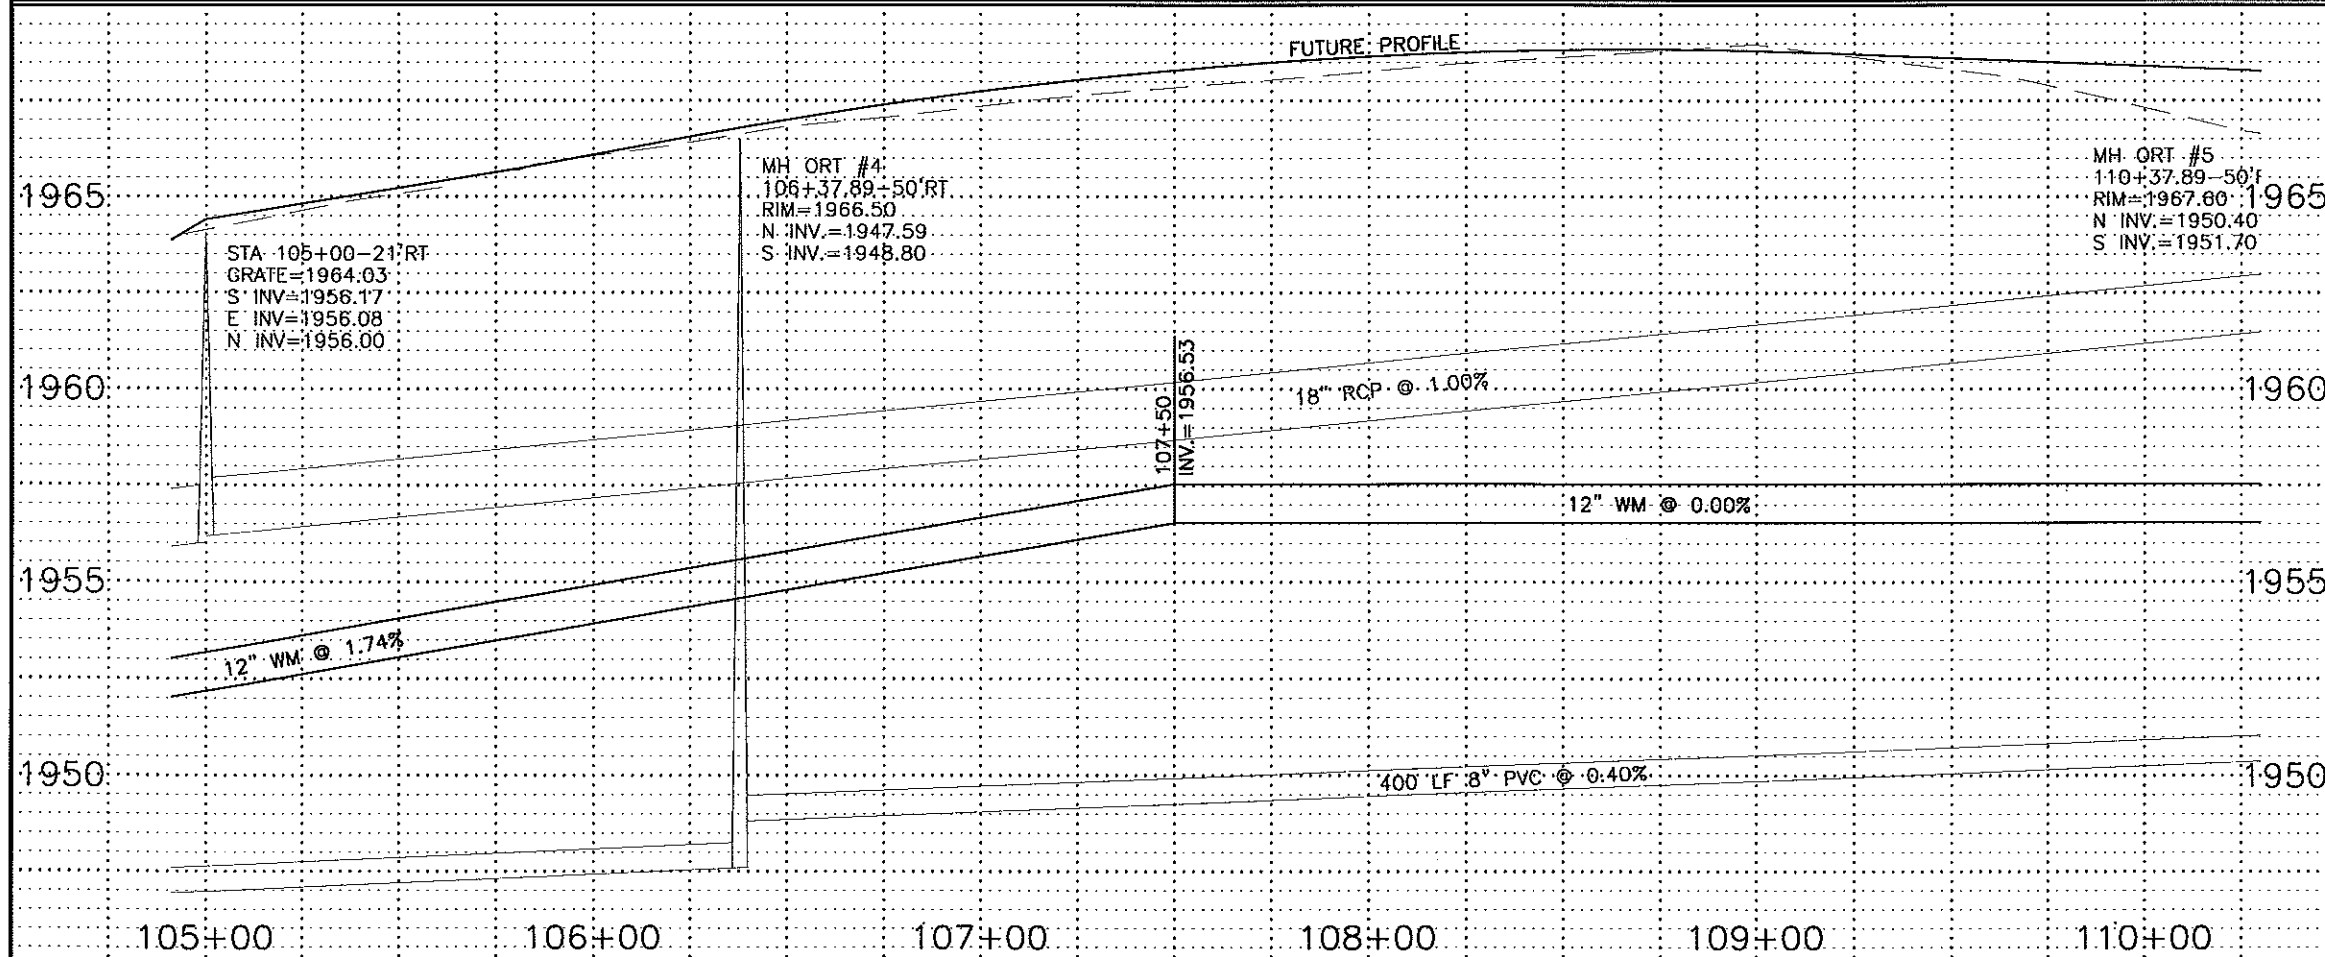 FUTURE PROFILE
MH ORT #4
106+37.89-50'RT
RIM=1966.50
N INV.=1947.59
S INV.=1948.80
MH ORT #5
110+37.89-50'
RIM=1967.60
N INV.=1950.40
S INV.=1951.70
1965
1965
STA 105+00-21'RT
GRATE=1964.03
S INV=1956.17
E INV=1956.08
N INV=1956.00
1960
1960
107+50
INV.=1956.53
18" RCP @ 1.00%
12" WM @ 0.00%
1955
1955
12" WM @ 1.74%
1950
1950
400 LF 8" PVC @ 0.40%
105+00
106+00
107+00
108+00
109+00
110+00